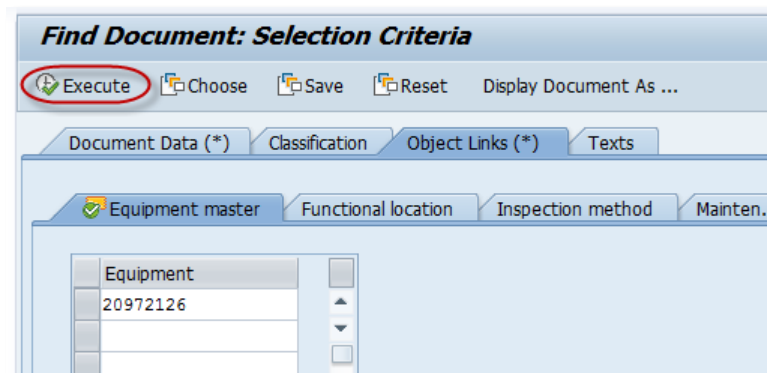 Find Document: Selection Criteria
Execute Choose Save Reset Display Document As ...
Document Data (*) Classification Object Links (*) Texts
Equipment master Functional location Inspection method Mainten.
Equipment
20972126